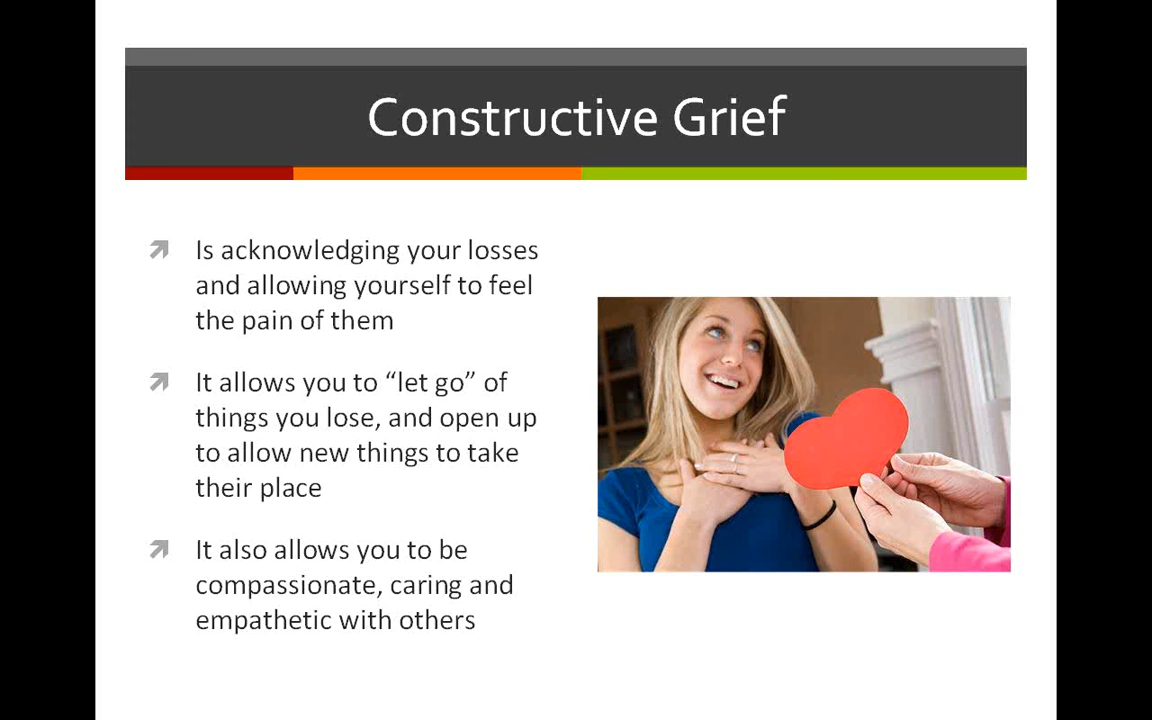 Constructive Grief
Is acknowledging your losses
and allowing yourself to feel
the pain of them
It allows you to “let go” of
things you lose, and open up
to allow new things to take
their place
It also allows you to be
compassionate, caring and
empathetic with others